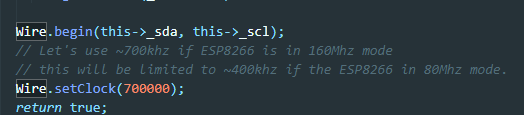 Wire.begin(this->_sda, this->_scl);
// Let's use ~700khz if ESP8266 is in 160Mhz mode
// this will be limited to ~400khz if the ESP8266 in 80Mhz mode.
Wire.setClock(700000);
return true;